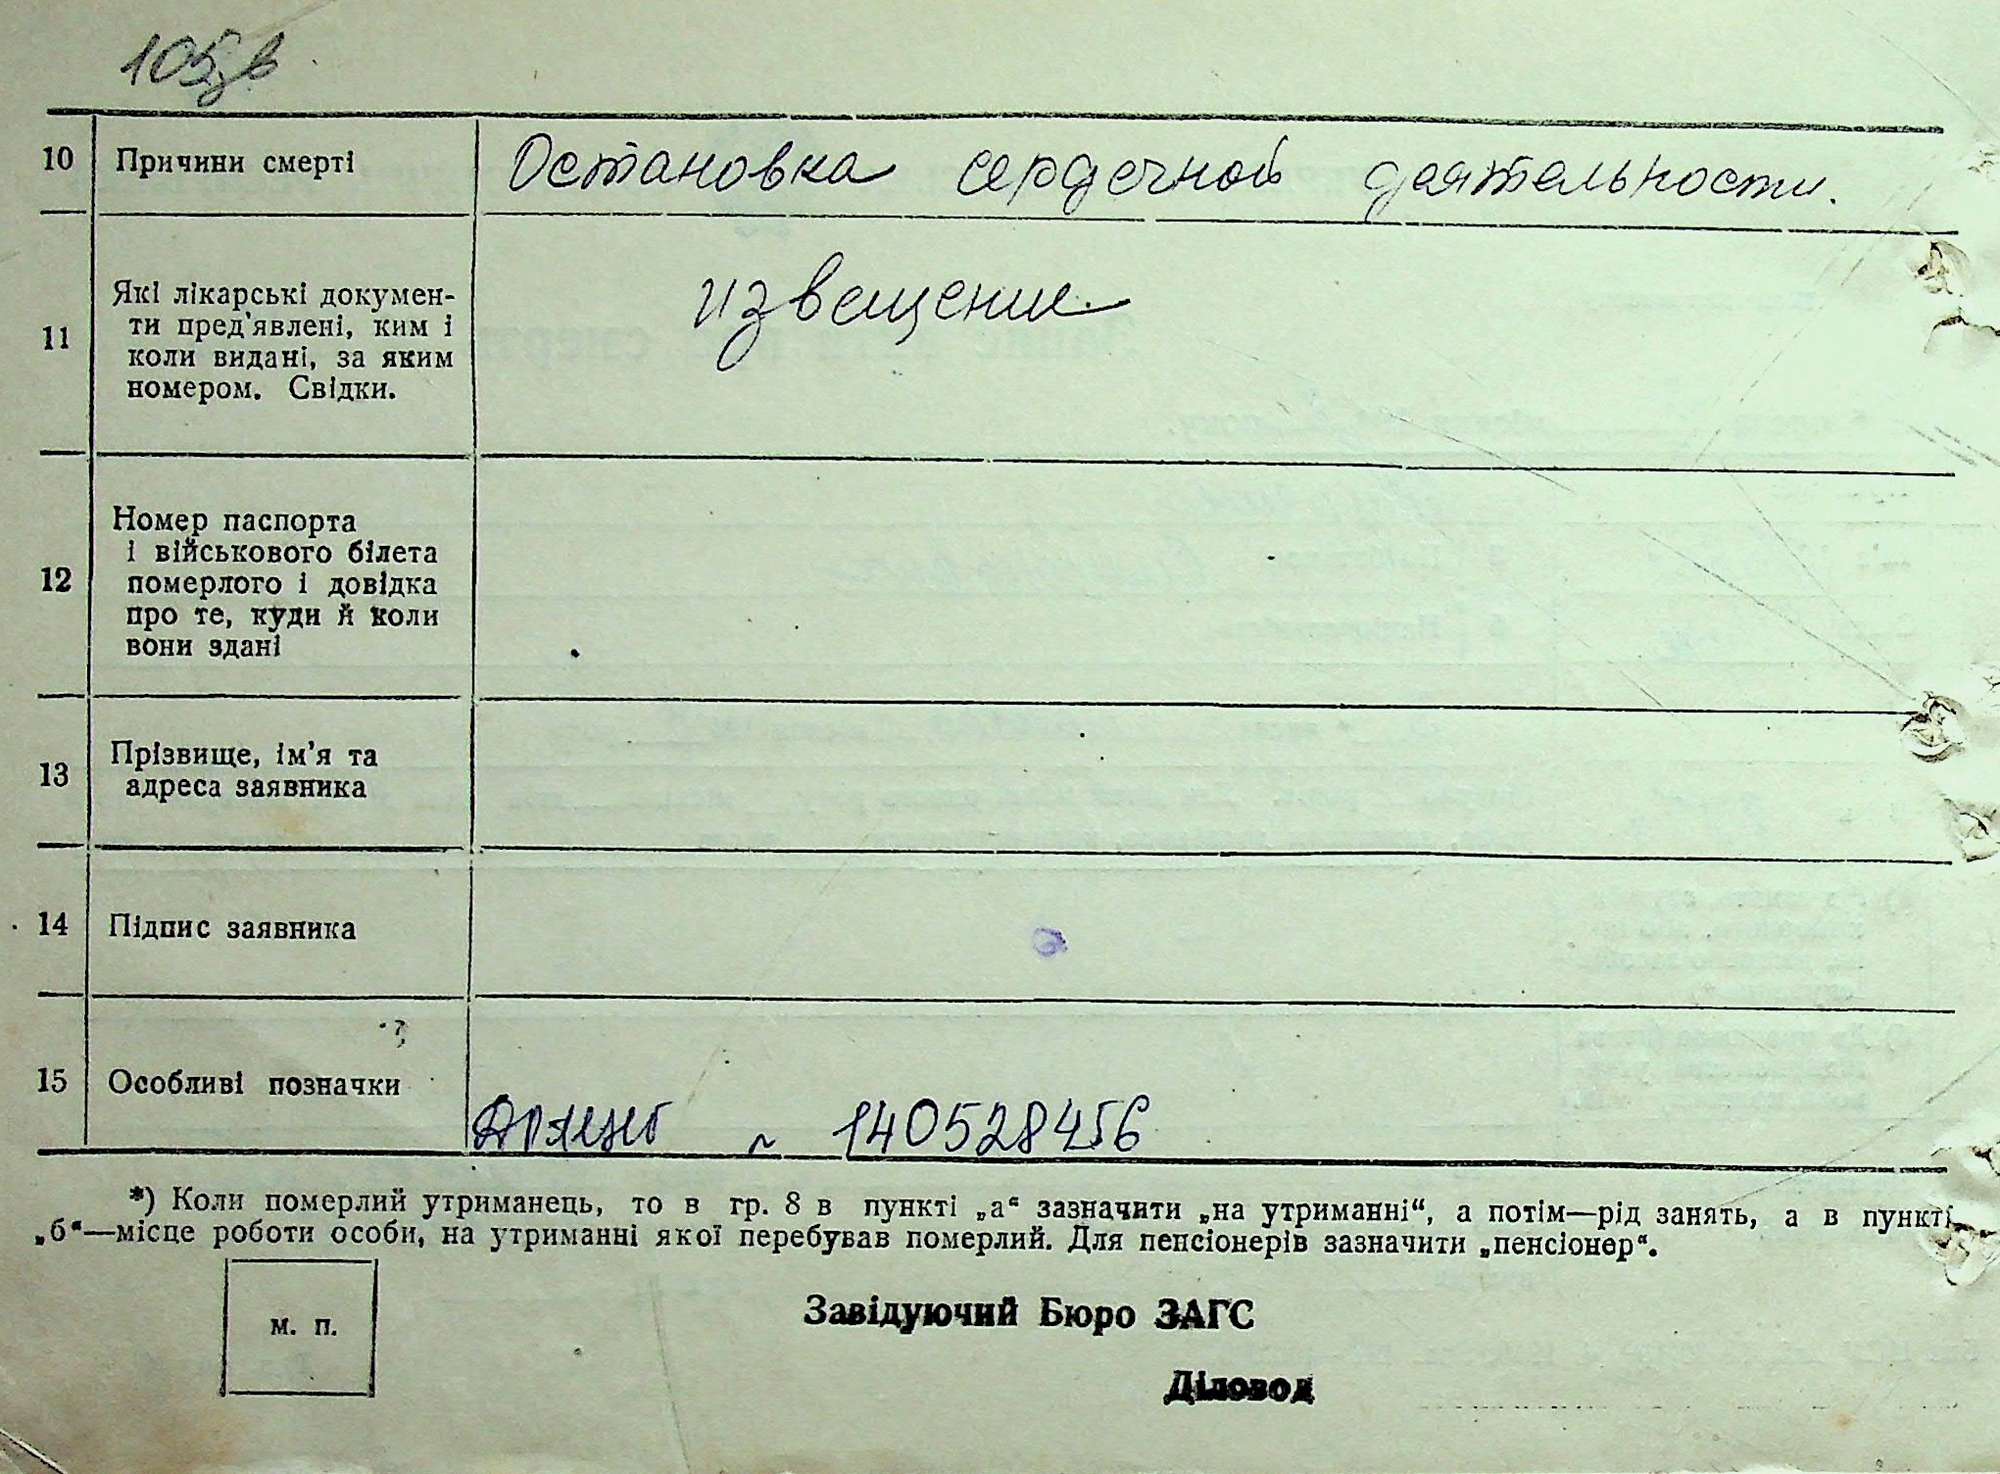 105зв
10 Причини смерті Остановка сердечной деятельности.
11 Які лікарські докумен-
ти пред'явлені, ким і
коли видані, за яким
номером. Свідки.
извещение
12 Номер паспорта
і військового білета
померлого і довідка
про те, куди й коли
вони здані
13 Прізвище, ім'я та
адреса заявника
14 Підпис заявника
15 Особливі позначки
140528456
*) Коли померлий утриманець, то в гр. 8 в пункті „а“ зазначити „на утриманні“, а потім—рід занять, а в пункті
„б“—місце роботи особи, на утриманні якої перебував померлий. Для пенсіонерів зазначити „пенсіонер“.
м. п.
Завідуючий Бюро ЗАГС
Діловод